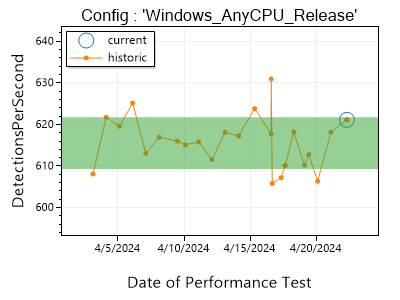 Config : 'Windows_AnyCPU_Release'
current
historic
DetectionsPerSecond
640
630
620
610
600
4/5/2024
4/10/2024
4/15/2024
4/20/2024
Date of Performance Test